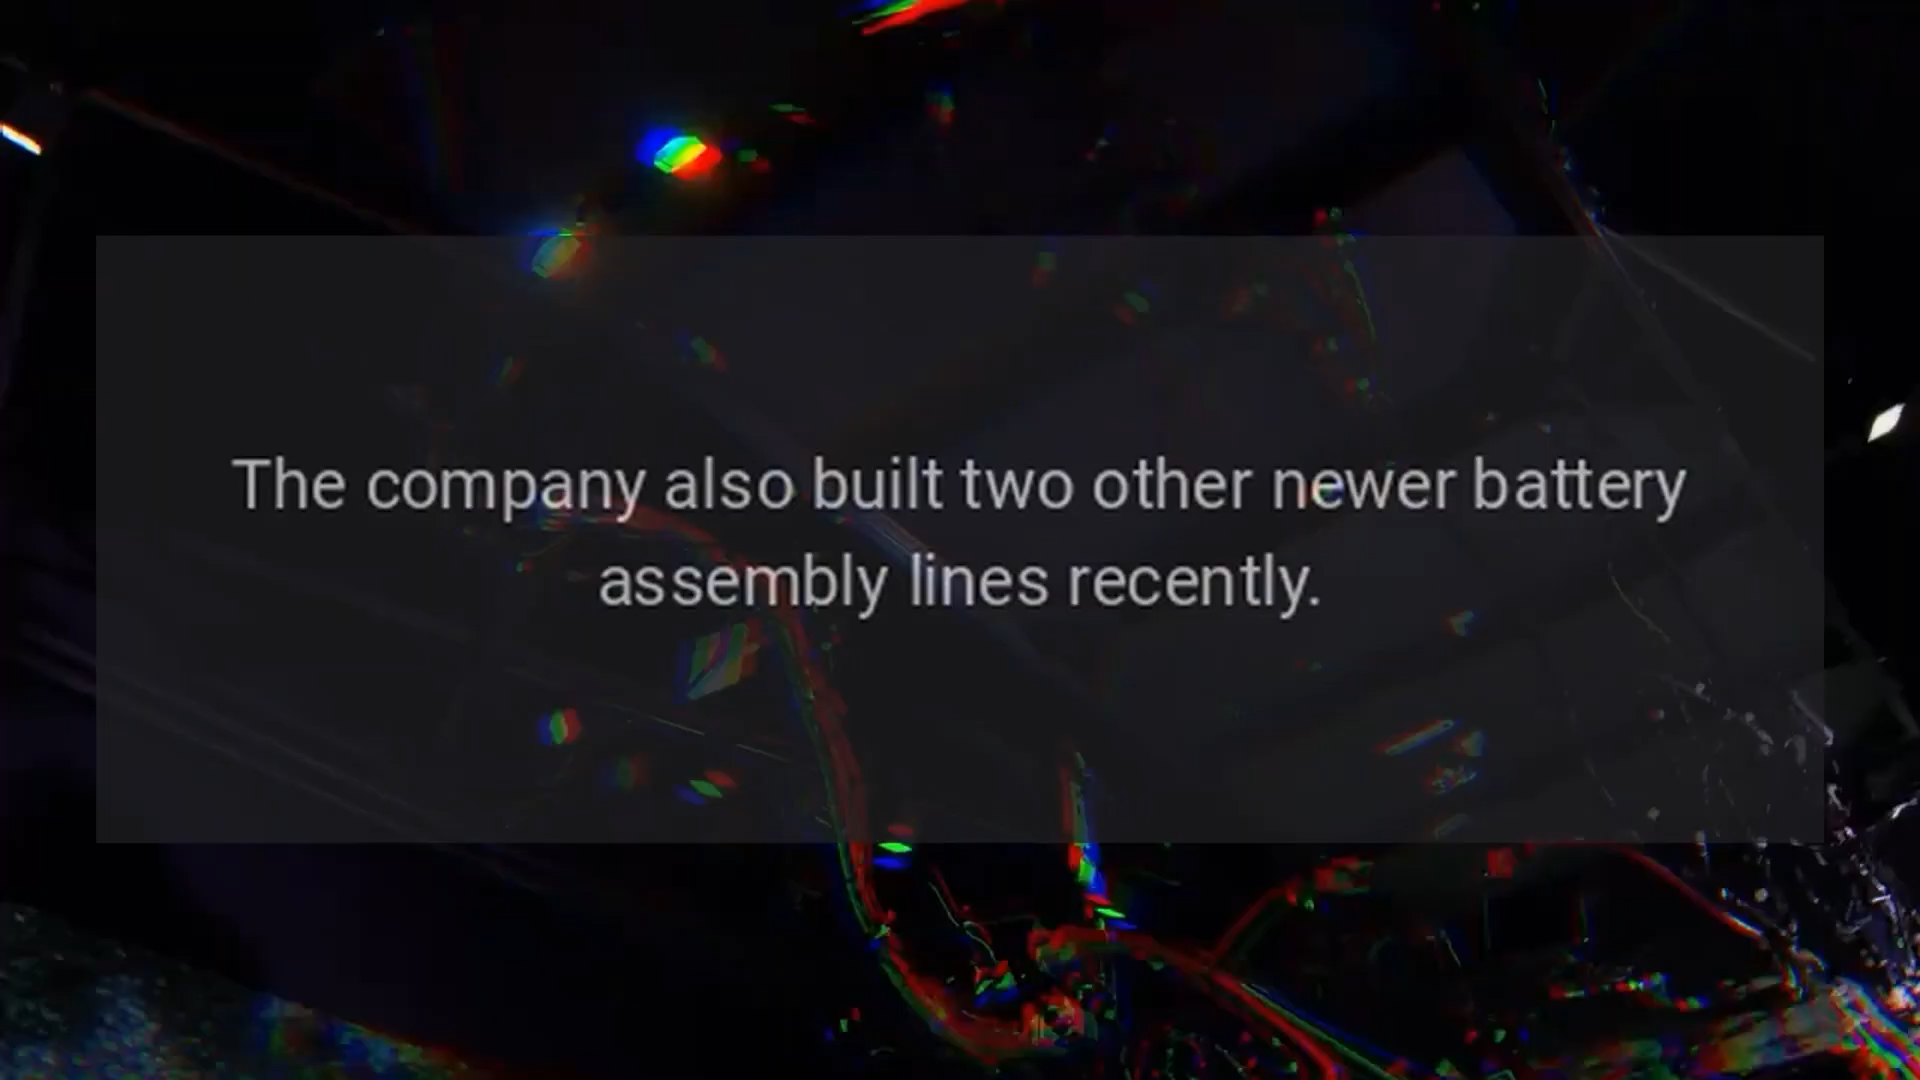 The company also built two other newer battery
assembly lines recently.